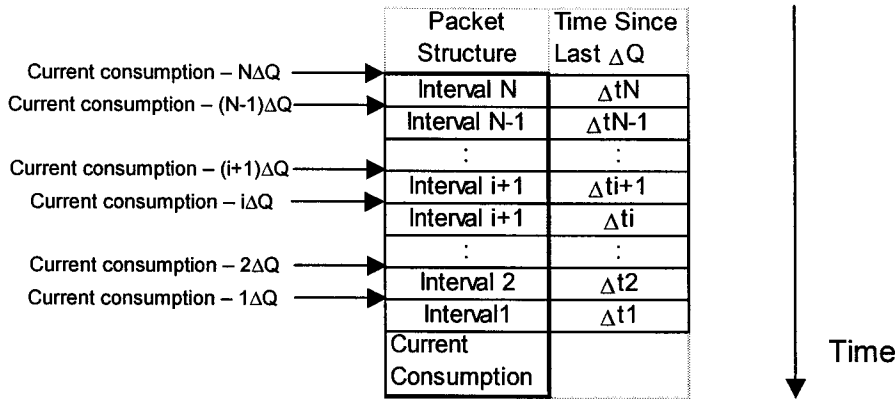 Packet Structure
Time Since Last ΔQ
Current consumption – NΔQ
Interval N
ΔtN
Current consumption – (N-1)ΔQ
Interval N-1
ΔtN-1
:
:
Current consumption – (i+1)ΔQ
Interval i+1
Δti+1
Current consumption – iΔQ
Interval i+1
Δti
:
:
Current consumption – 2ΔQ
Interval 2
Δt2
Current consumption – 1ΔQ
Interval1
Δt1
Current Consumption
Time